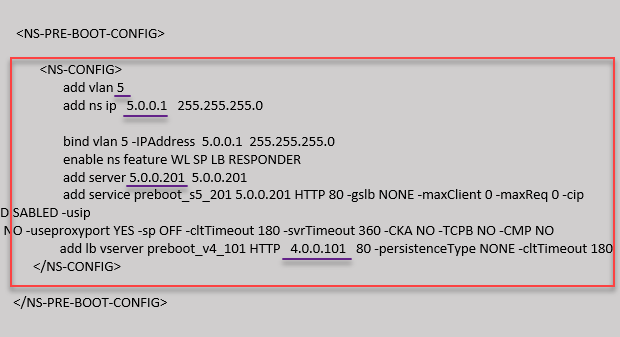 <NS-PRE-BOOT-CONFIG>
<NS-CONFIG>
add vlan 5
add ns ip 5.0.0.1 255.255.255.0
bind vlan 5 -IPAddress 5.0.0.1 255.255.255.0
enable ns feature WL SP LB RESPONDER
add server 5.0.0.201 5.0.0.201
add service preboot_s5_201 5.0.0.201 HTTP 80 -gslb NONE -maxClient 0 -maxReq 0 -cip
DISABLED -usip
NO -useproxyport YES -sp OFF -cltTimeout 180 -svrTimeout 360 -CKA NO -TCPB NO -CMP NO
add lb vserver preboot_v4_101 HTTP 4.0.0.101 80 -persistenceType NONE -cltTimeout 180
</NS-CONFIG>
</NS-PRE-BOOT-CONFIG>